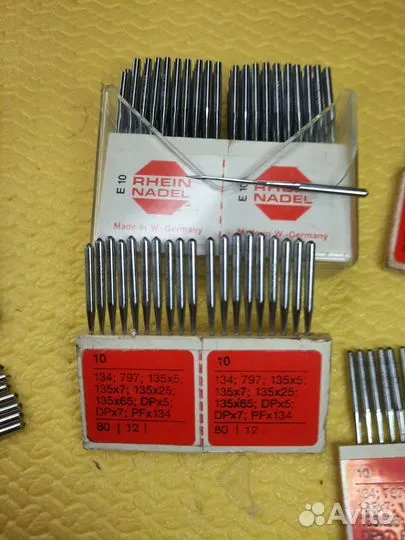 E 10
RHEIN
NADEL
Made in W.-Germany
E 10
RHEIN
NADEL
Made in W.-Germany
10
134; 797; 135x5;
135x7; 135x25;
135x65; DPx5;
DPx7; PFx134
80 | 12 |
10
134; 797; 135x5;
135x7; 135x25;
135x65; DPx5;
DPx7; PFx134
80 | 12 |
10
Avito